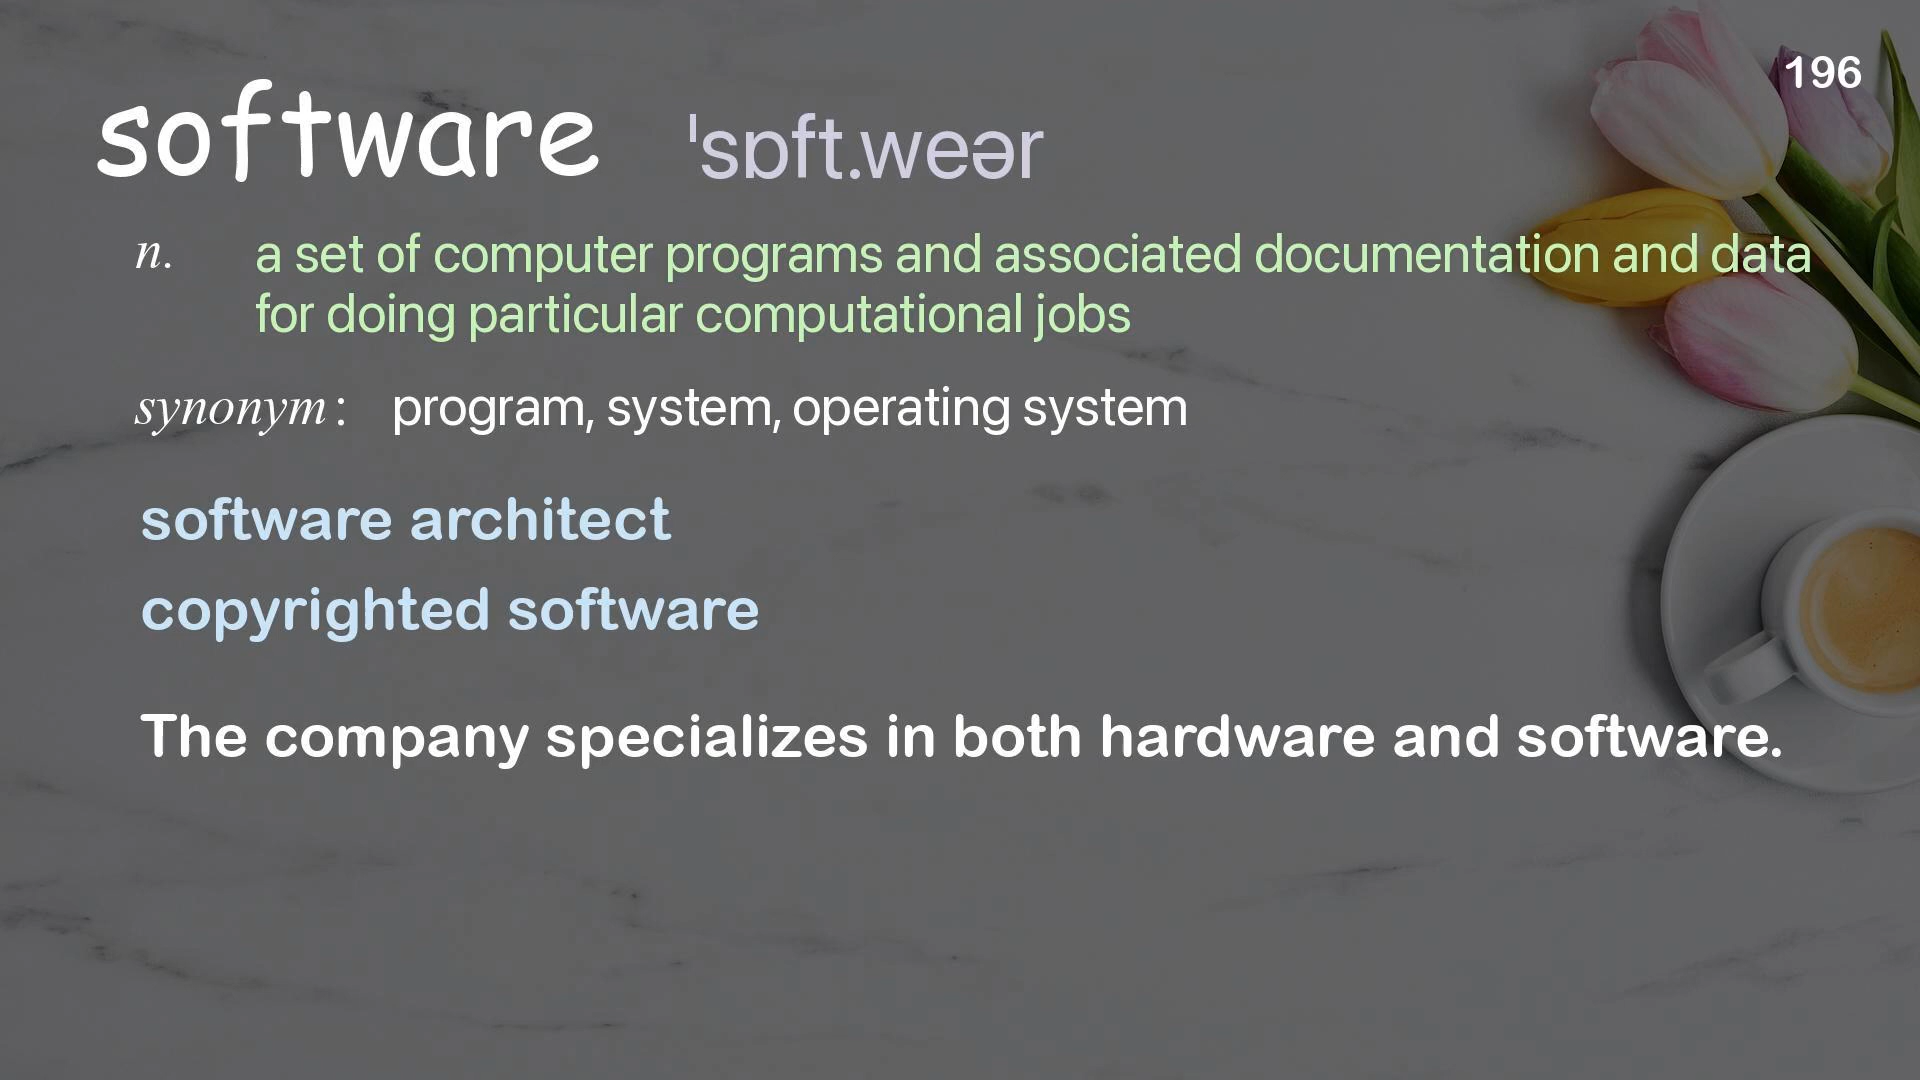 196
software ˈsɒft.weər
n. a set of computer programs and associated documentation and data
for doing particular computational jobs
synonym : program, system, operating system
software architect
copyrighted software
The company specializes in both hardware and software.